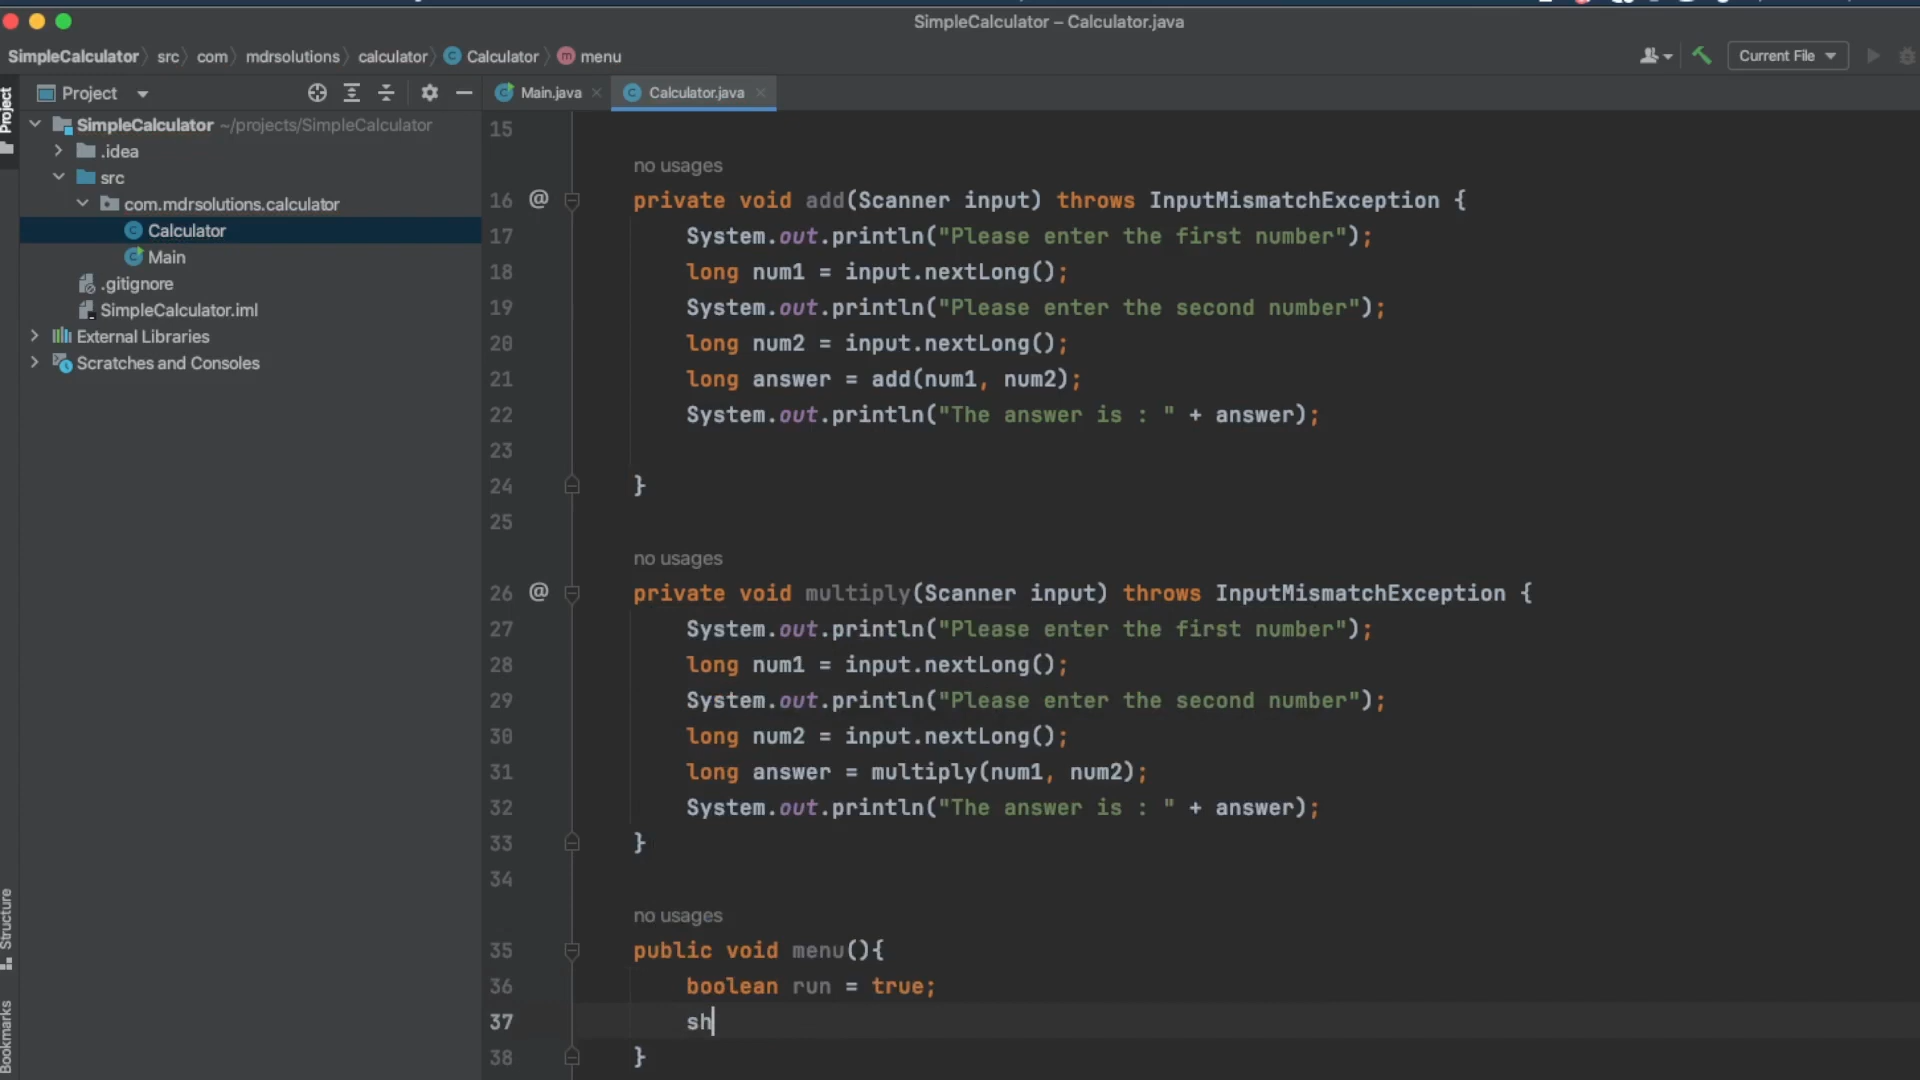 SimpleCalculator – Calculator.java
SimpleCalculator src com mdrsolutions calculator Calculator menu
Current File
Project
Project
Main.java
Calculator.java
SimpleCalculator ~/projects/SimpleCalculator
.idea
src
com.mdrsolutions.calculator
Calculator
Main
.gitignore
SimpleCalculator.iml
External Libraries
Scratches and Consoles
Structure
Bookmarks
15
no usages
16 @ private void add(Scanner input) throws InputMismatchException {
17 System.out.println("Please enter the first number");
18 long num1 = input.nextLong();
19 System.out.println("Please enter the second number");
20 long num2 = input.nextLong();
21 long answer = add(num1, num2);
22 System.out.println("The answer is : " + answer);
23
24 }
25
no usages
26 @ private void multiply(Scanner input) throws InputMismatchException {
27 System.out.println("Please enter the first number");
28 long num1 = input.nextLong();
29 System.out.println("Please enter the second number");
30 long num2 = input.nextLong();
31 long answer = multiply(num1, num2);
32 System.out.println("The answer is : " + answer);
33 }
34
no usages
35 public void menu(){
36 boolean run = true;
37 sh
38 }